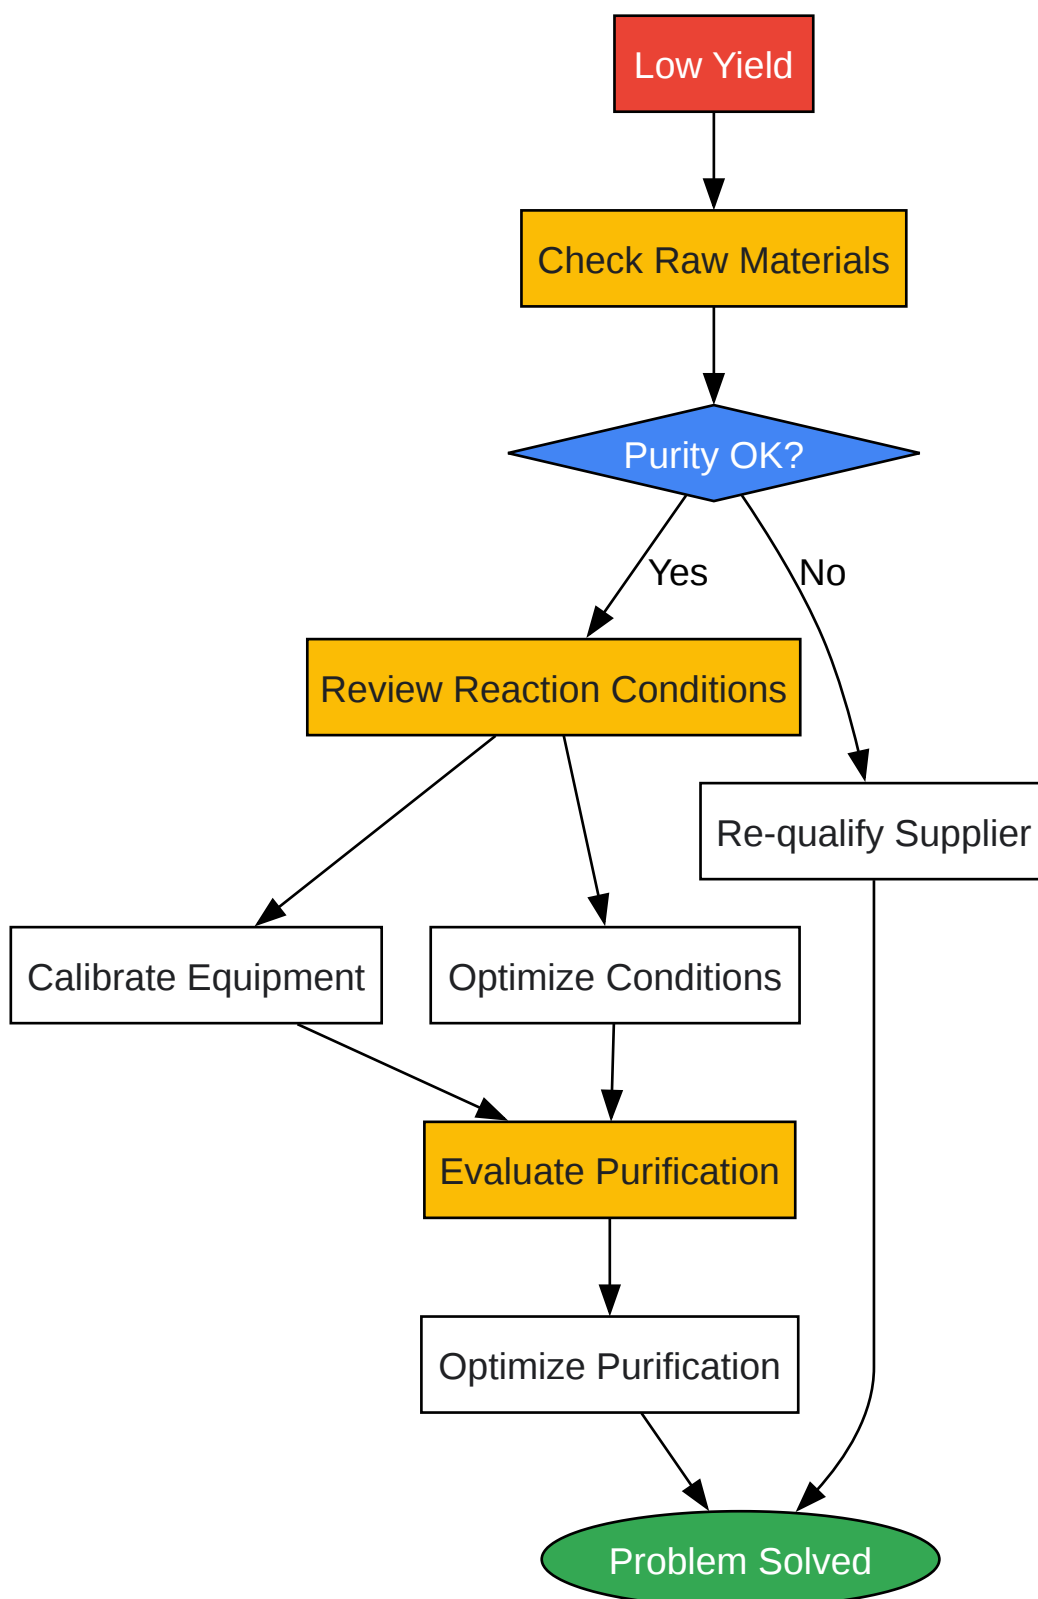 Low Yield
Check Raw Materials
Purity OK?
Yes
No
Review Reaction Conditions
Re-qualify Supplier
Calibrate Equipment
Optimize Conditions
Evaluate Purification
Optimize Purification
Problem Solved